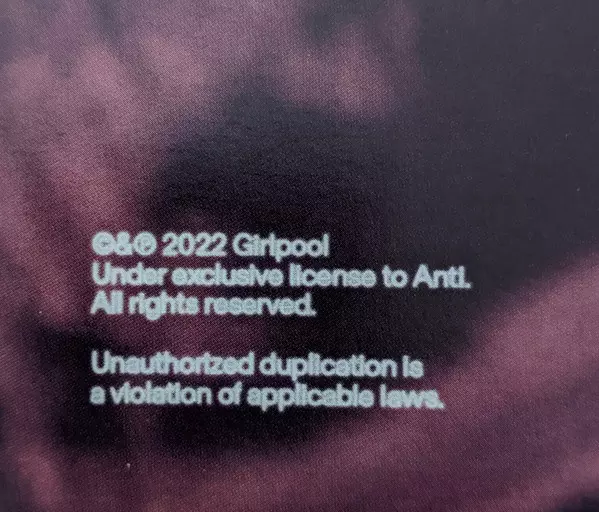 ©&℗ 2022 Girlpool
Under exclusive license to Anti.
All rights reserved.
Unauthorized duplication is
a violation of applicable laws.